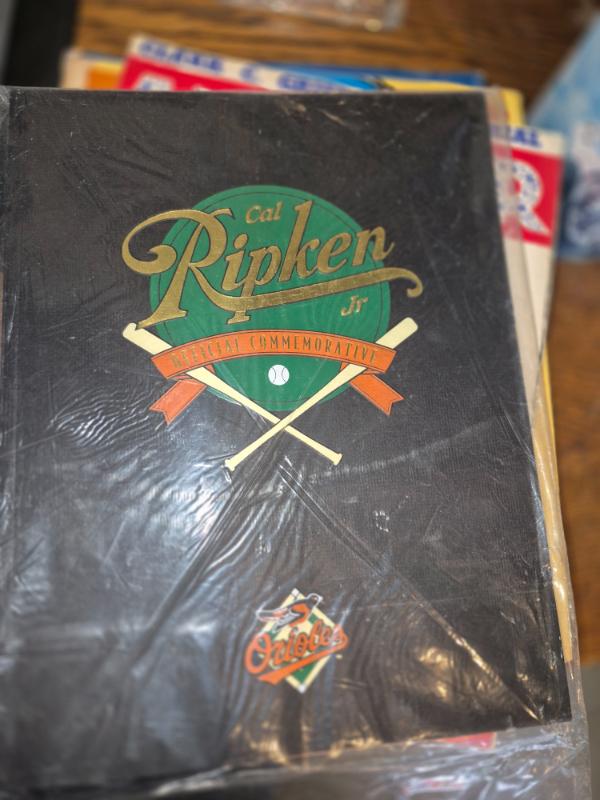 Cal
Ripken
Jr
OFFICIAL COMMEMORATIVE
Orioles